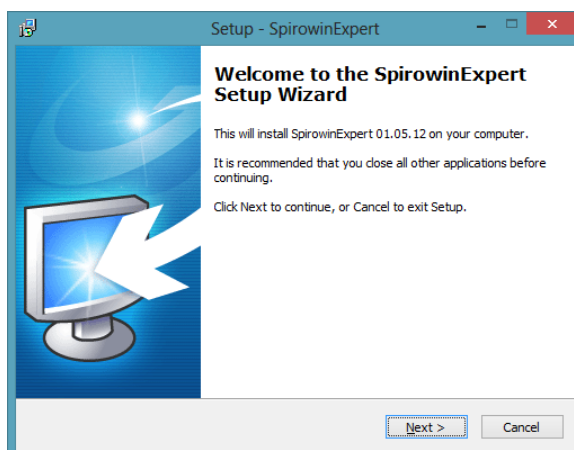 Setup - SpirowinExpert
Welcome to the SpirowinExpert
Setup Wizard
This will install SpirowinExpert 01.05.12 on your computer.
It is recommended that you close all other applications before
continuing.
Click Next to continue, or Cancel to exit Setup.
Next >
Cancel